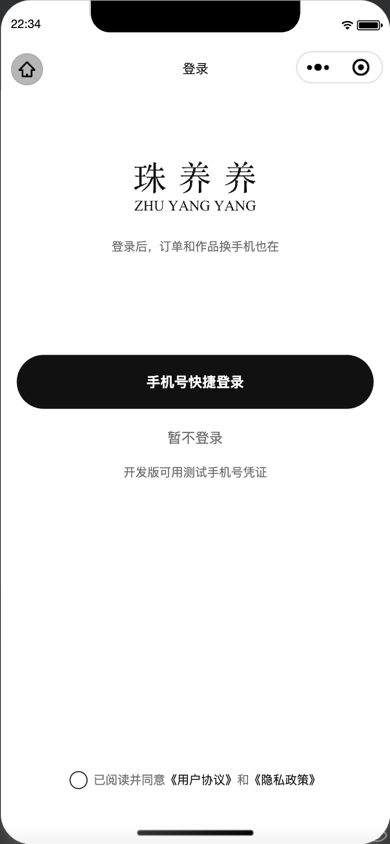 22:34
登录
珠养养
ZHU YANG YANG
登录后，订单和作品换手机也在
手机号快捷登录
暂不登录
开发版可用测试手机号凭证
已阅读并同意《用户协议》和《隐私政策》